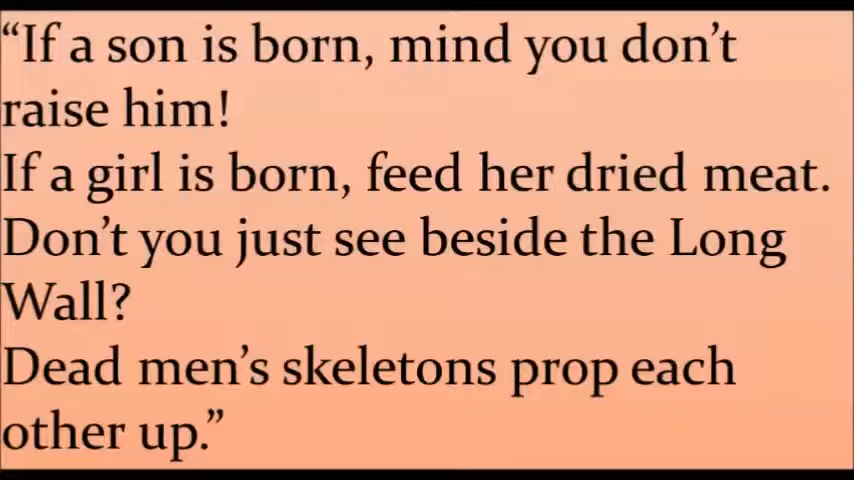 “If a son is born, mind you don’t
raise him!
If a girl is born, feed her dried meat.
Don’t you just see beside the Long
Wall?
Dead men’s skeletons prop each
other up.”